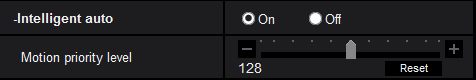 -Intelligent auto On Off
Motion priority level
128 Reset